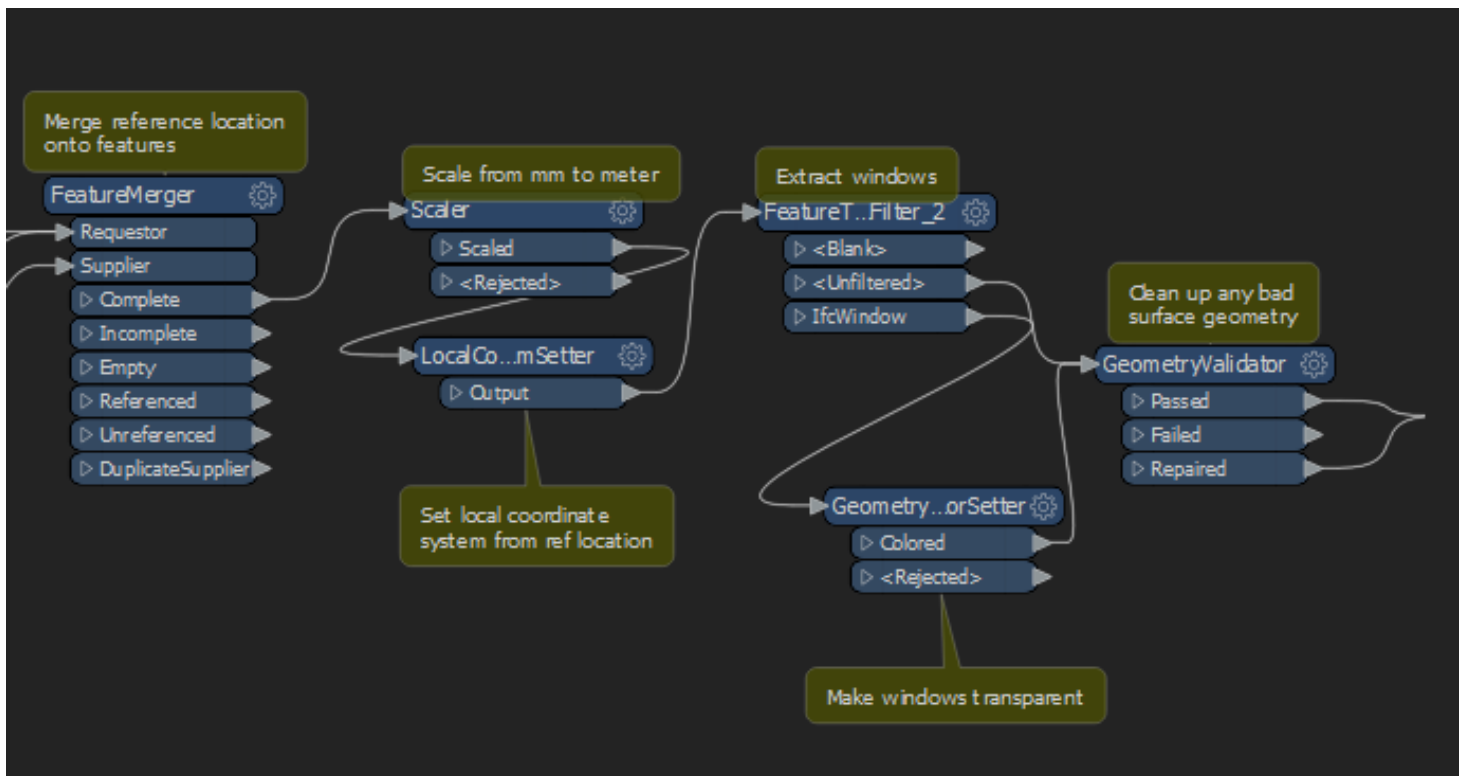 Merge reference location
onto features
FeatureMerger
Requestor
Supplier
Complete
Incomplete
Empty
Referenced
Unreferenced
DuplicateSupplier
Scale from mm to meter
Scaler
Scaled
<Rejected>
LocalCo...mSetter
Output
Set local coordinate
system from ref location
Extract windows
FeatureT...Filter_2
<Blank>
<Unfiltered>
IfcWindow
Geometry...orSetter
Colored
<Rejected>
Make windows transparent
Clean up any bad
surface geometry
GeometryValidator
Passed
Failed
Repaired